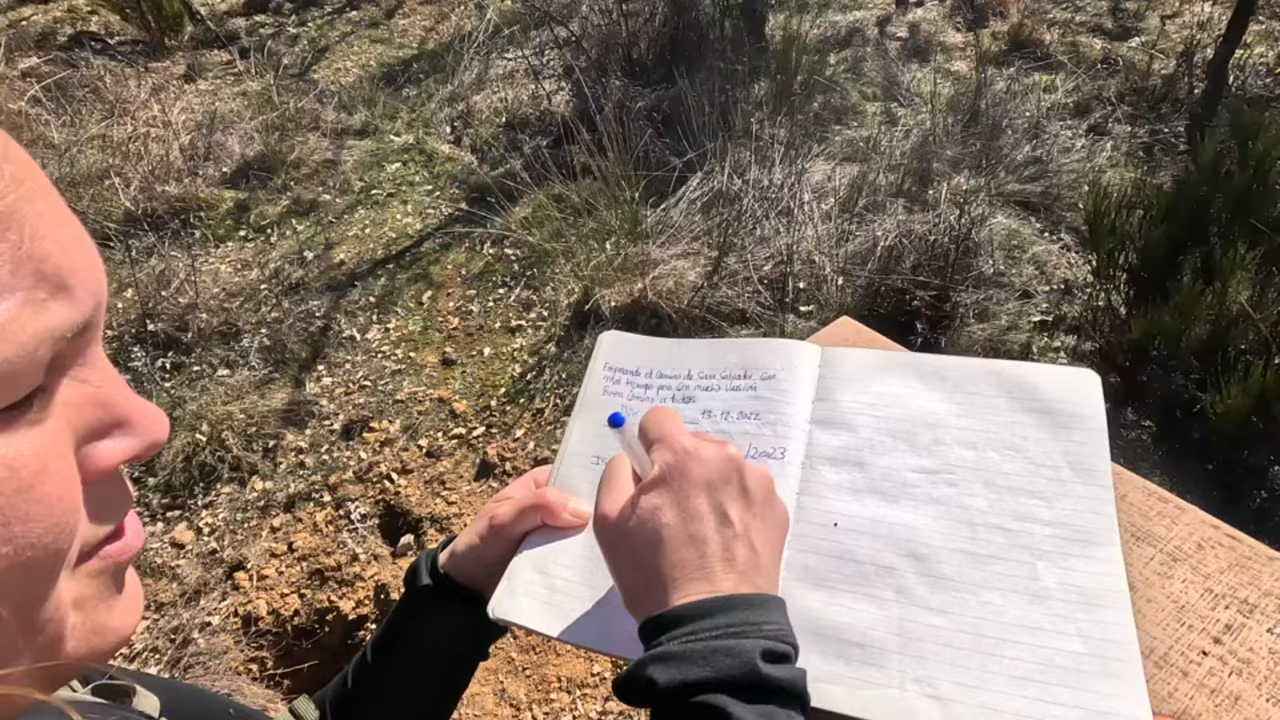 Empezando el Camino de San Salvador, con
mal tiempo pero con mucha ilusión
Buen Camino a todos
13-12-2022
/2023